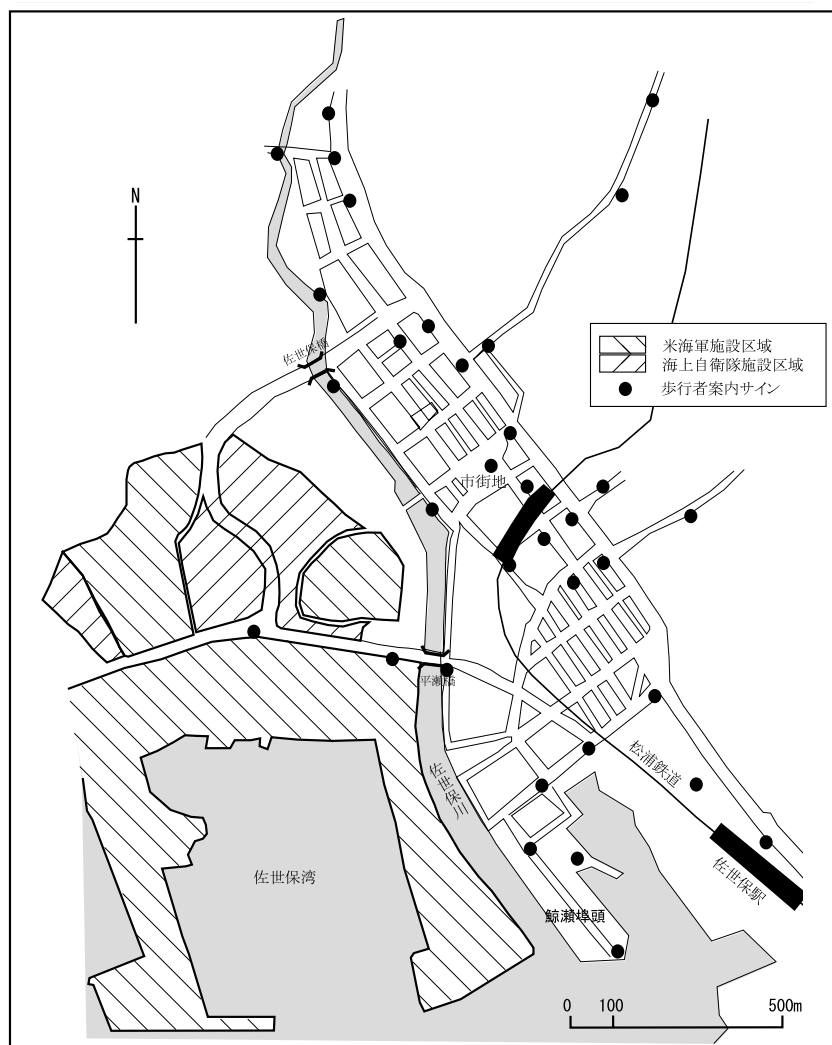 N
佐世保橋
米海軍施設区域
海上自衛隊施設区域
歩行者案内サイン
市街地
平瀬橋
佐世保川
松浦鉄道
佐世保湾
佐世保駅
鯨瀬埠頭
0 100 500m